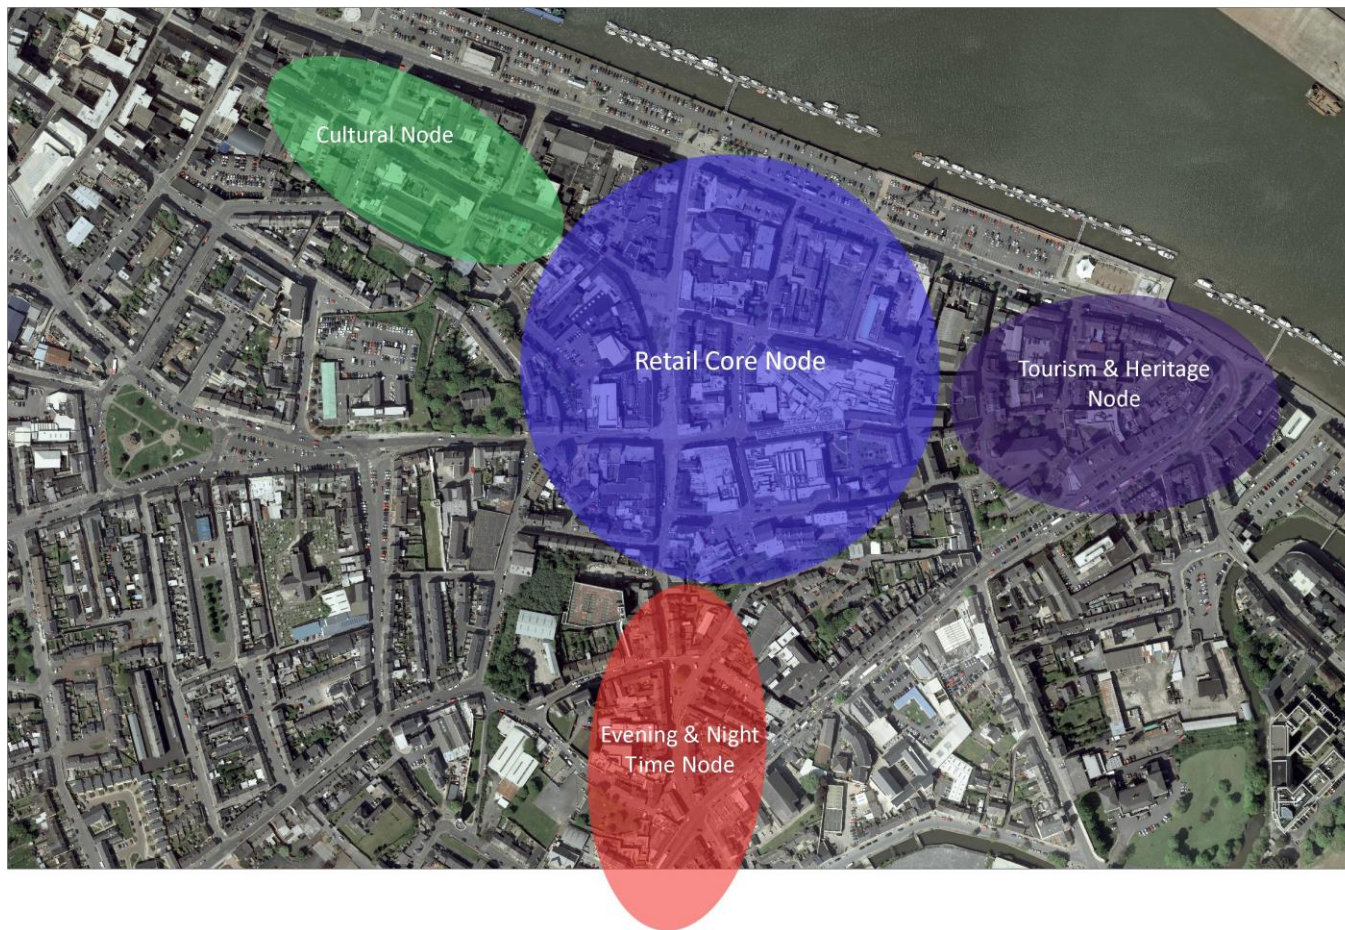 Cultural Node
Retail Core Node
Tourism & Heritage
Node
Evening & Night
Time Node